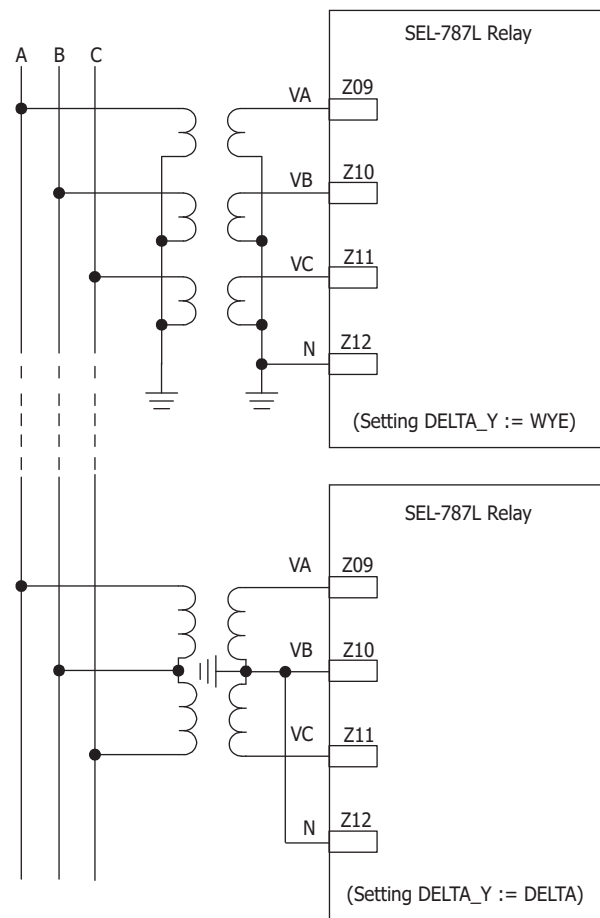 SEL-787L Relay
A B C
VA Z09
VB Z10
VC Z11
N Z12
(Setting DELTA_Y := WYE)
SEL-787L Relay
VA Z09
VB Z10
VC Z11
N Z12
(Setting DELTA_Y := DELTA)